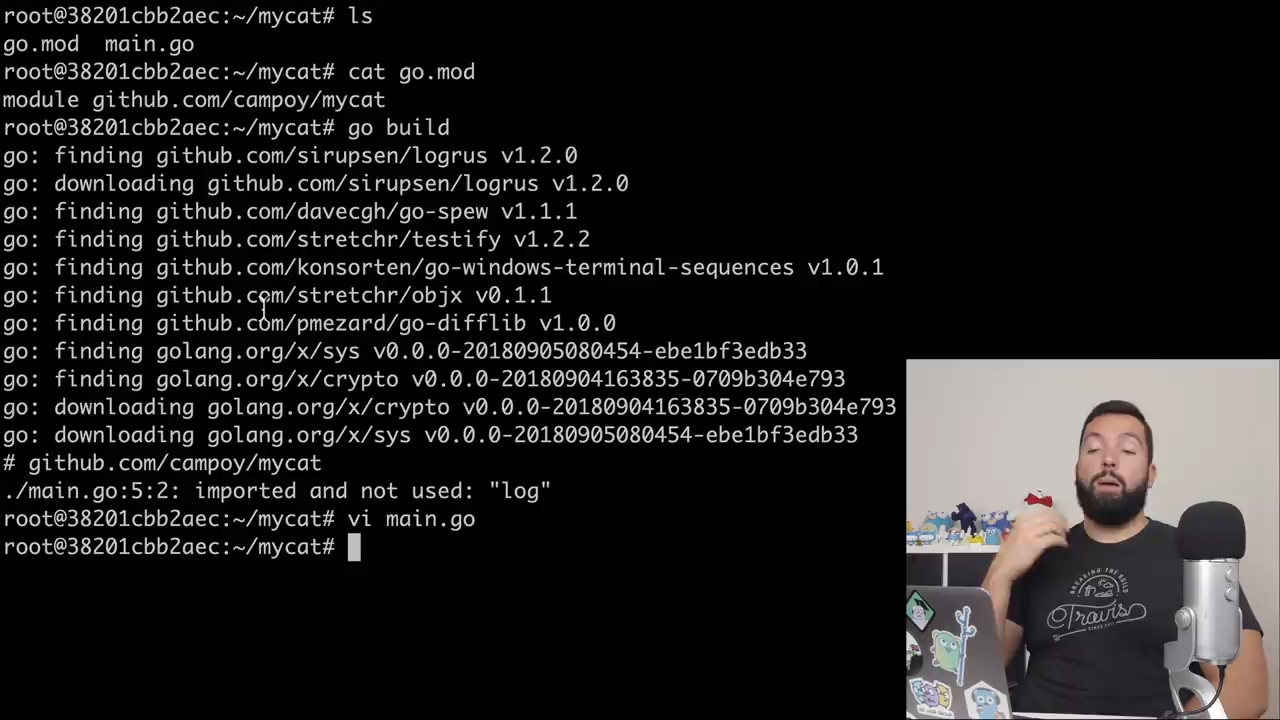 root@38201cbb2aec:~/mycat# ls
go.mod  main.go
root@38201cbb2aec:~/mycat# cat go.mod
module github.com/campoy/mycat
root@38201cbb2aec:~/mycat# go build
go: finding github.com/sirupsen/logrus v1.2.0
go: downloading github.com/sirupsen/logrus v1.2.0
go: finding github.com/davecgh/go-spew v1.1.1
go: finding github.com/stretchr/testify v1.2.2
go: finding github.com/konsorten/go-windows-terminal-sequences v1.0.1
go: finding github.com/stretchr/objx v0.1.1
go: finding github.com/pmezard/go-difflib v1.0.0
go: finding golang.org/x/sys v0.0.0-20180905080454-ebe1bf3edb33
go: finding golang.org/x/crypto v0.0.0-20180904163835-0709b304e793
go: downloading golang.org/x/crypto v0.0.0-20180904163835-0709b304e793
go: downloading golang.org/x/sys v0.0.0-20180905080454-ebe1bf3edb33
# github.com/campoy/mycat
./main.go:5:2: imported and not used: "log"
root@38201cbb2aec:~/mycat# vi main.go
root@38201cbb2aec:~/mycat#
BREAKING THE BUILD
Travis